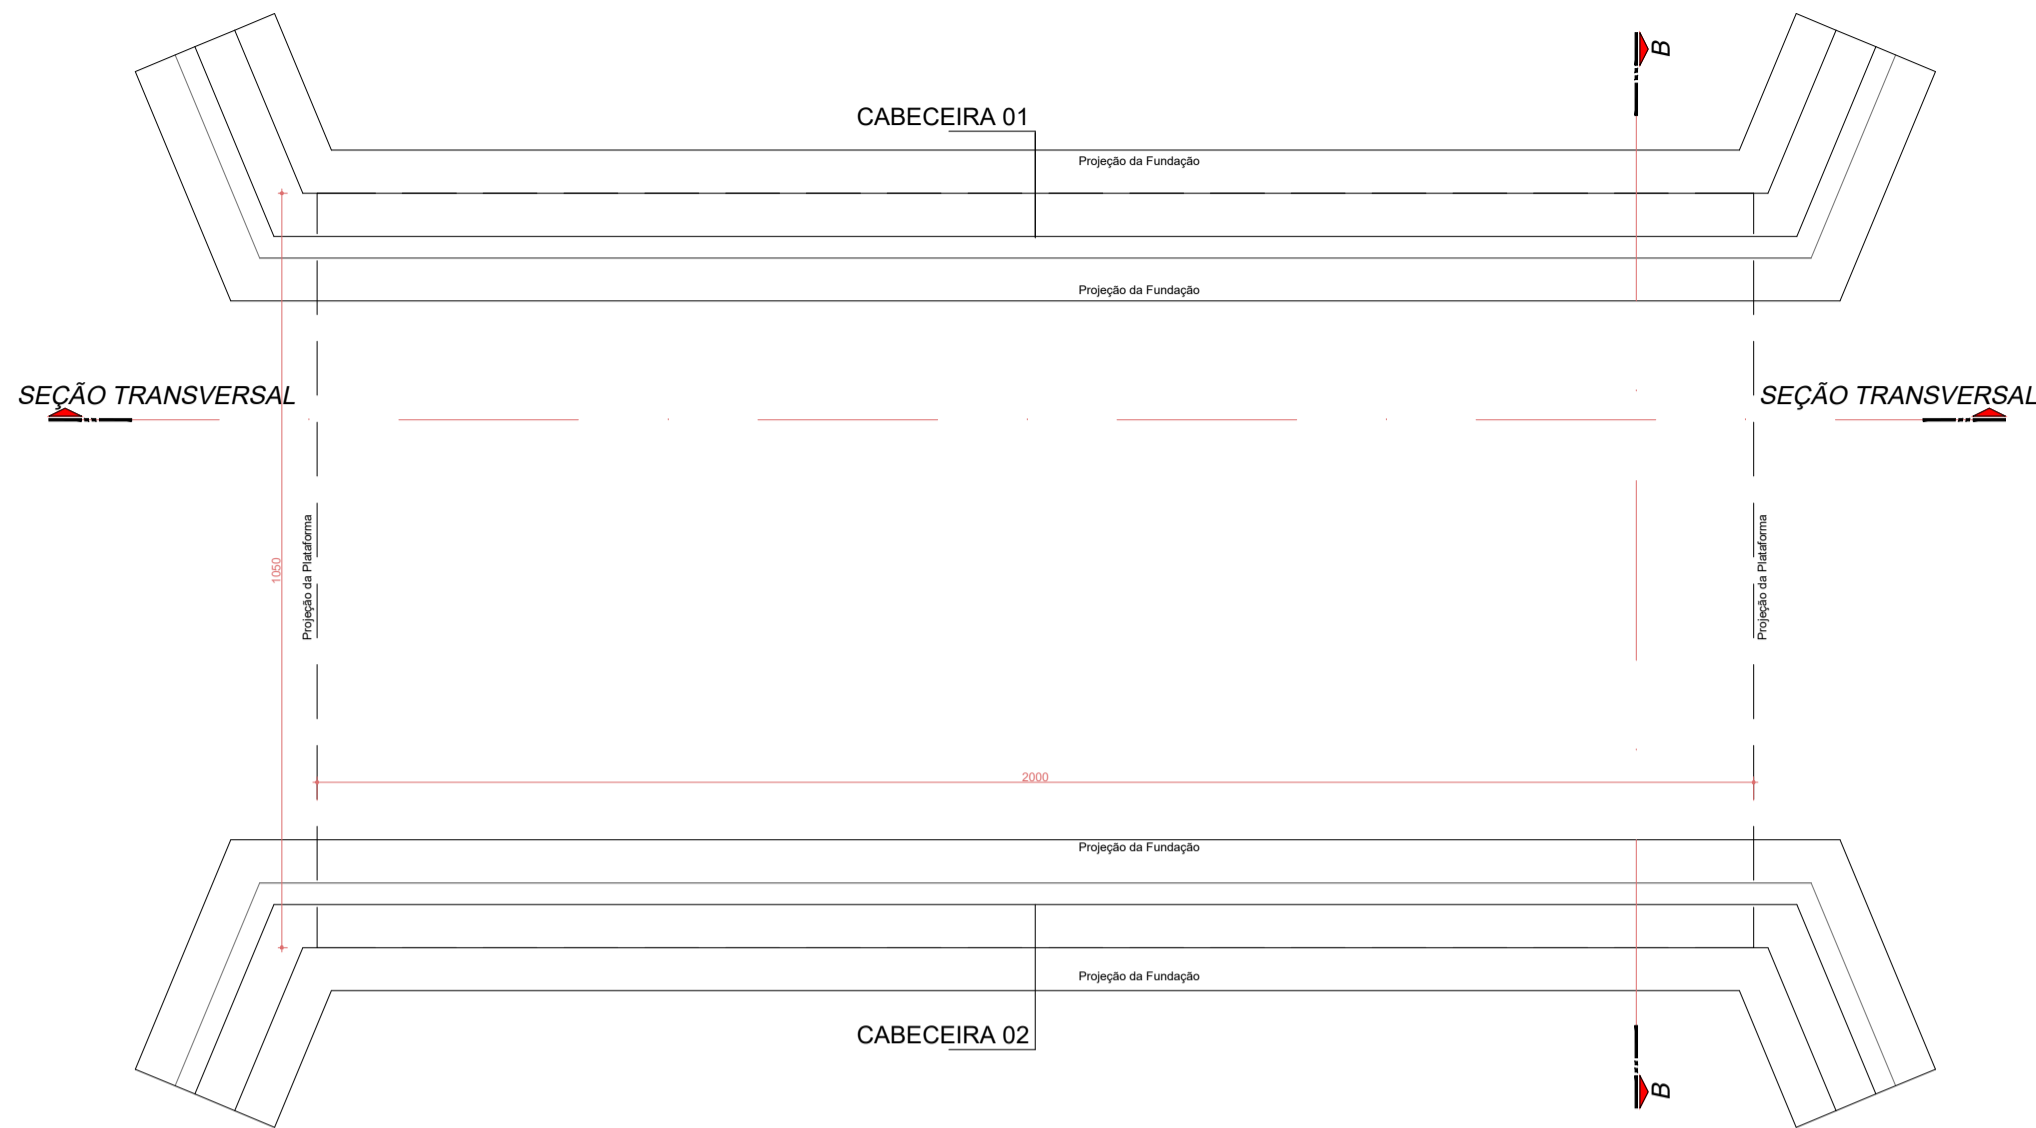 B
CABECEIRA 01
Projeção da Fundação
Projeção da Fundação
SEÇÃO TRANSVERSAL
SEÇÃO TRANSVERSAL
1050
Projeção da Plataforma
Projeção da Plataforma
2000
Projeção da Fundação
Projeção da Fundação
CABECEIRA 02
B